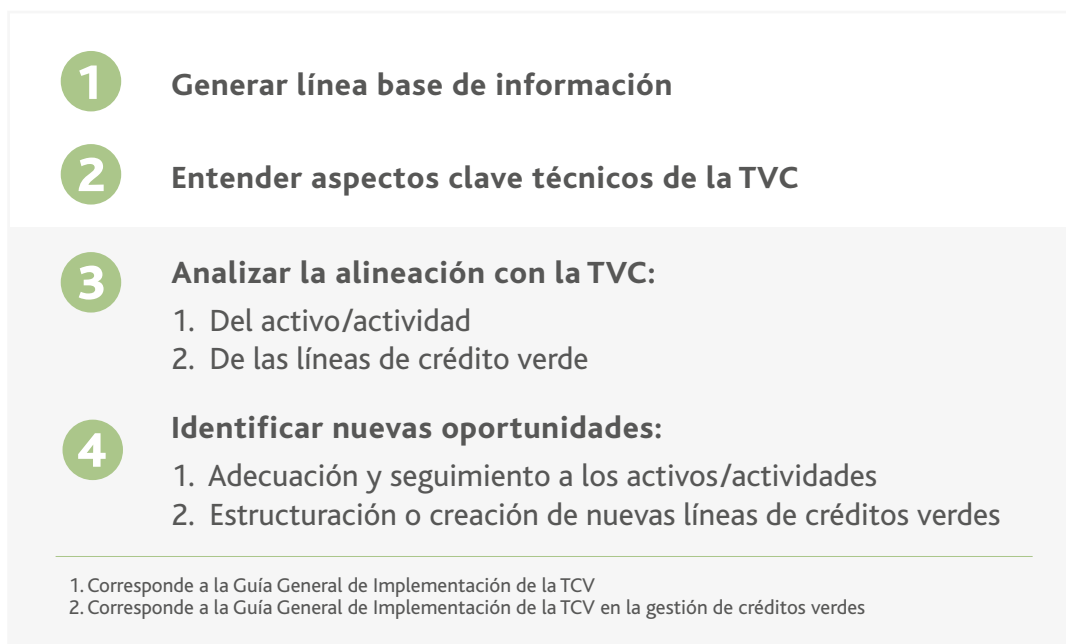 1
Generar línea base de información
2
Entender aspectos clave técnicos de la TVC
3
Analizar la alineación con la TVC:
1. Del activo/actividad
2. De las líneas de crédito verde
4
Identificar nuevas oportunidades:
1. Adecuación y seguimiento a los activos/actividades
2. Estructuración o creación de nuevas líneas de créditos verdes
1. Corresponde a la Guía General de Implementación de la TCV
2. Corresponde a la Guía General de Implementación de la TCV en la gestión de créditos verdes